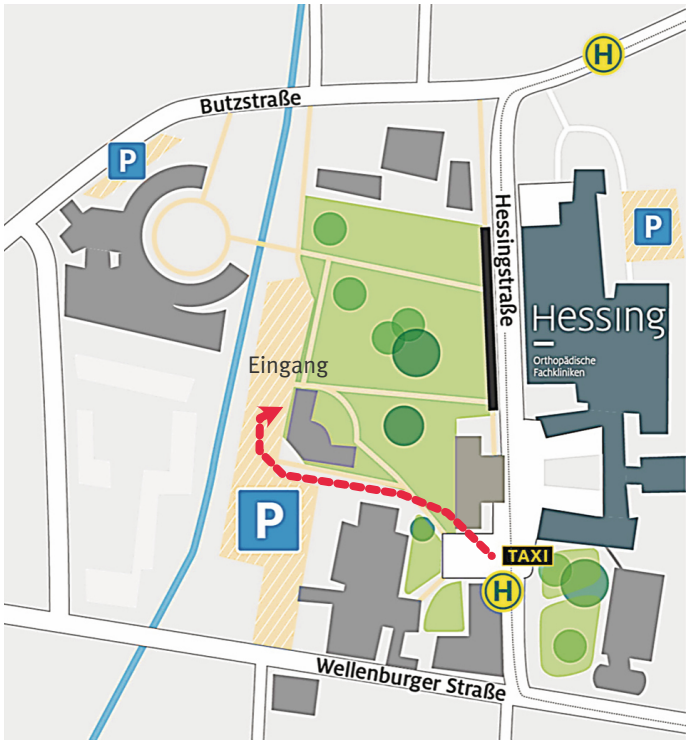 H
Butzstraße
P
Hessingstraße
P
Hessing
Orthopädische
Fachkliniken
Eingang
P
TAXI
H
Wellenburger Straße